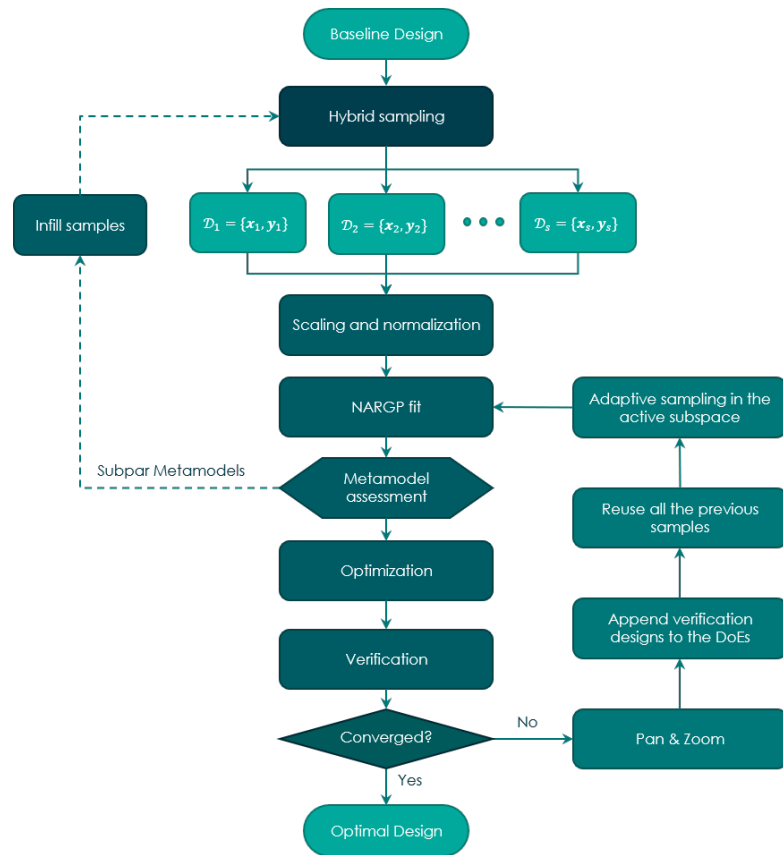 Baseline Design
Hybrid sampling
Infill samples
𝒟₁ = {𝒙₁, 𝒚₁}
𝒟₂ = {𝒙₂, 𝒚₂}
𝒟ₛ = {𝒙ₛ, 𝒚ₛ}
Scaling and normalization
NARGP fit
Adaptive sampling in the
active subspace
Subpar Metamodels
Metamodel
assessment
Reuse all the previous
samples
Optimization
Append verification
designs to the DoEs
Verification
Converged?
No
Pan & Zoom
Yes
Optimal Design